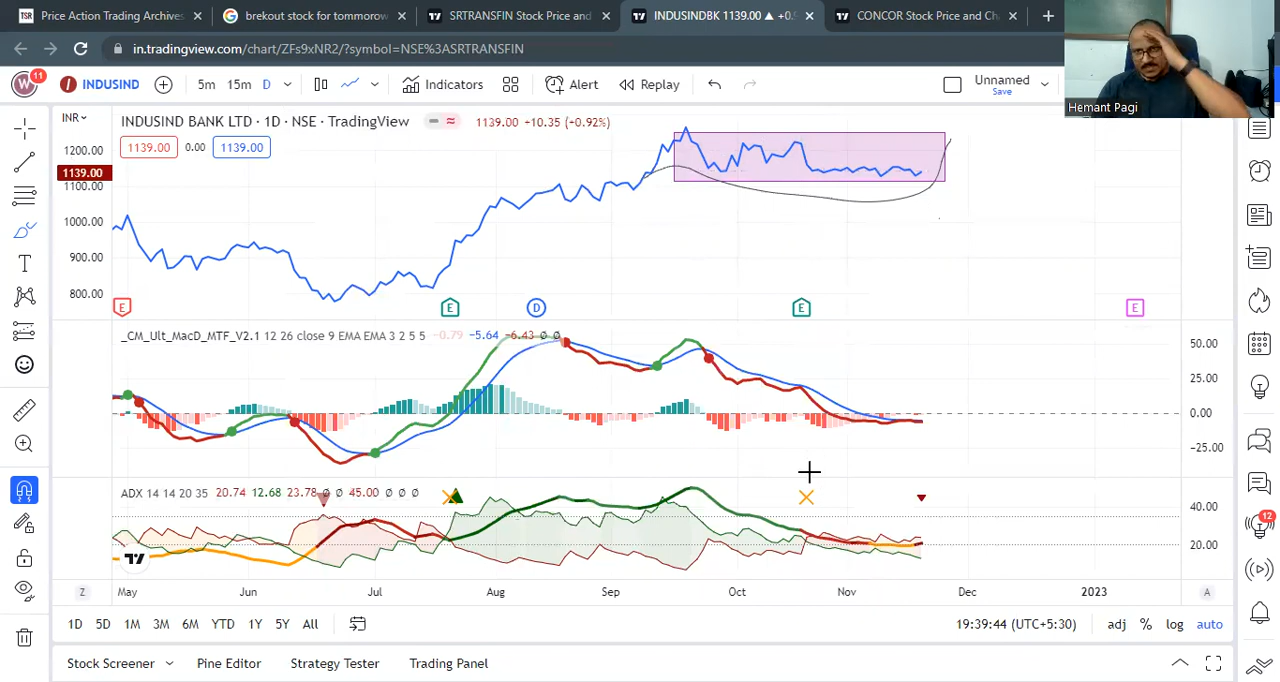 TSR Price Action Trading Archives
brekout stock for tommorow
SRTRANSFIN Stock Price and
INDUSINDBK 1139.00 ▲ +0.9
CONCOR Stock Price and Ch
in.tradingview.com/chart/ZFs9xNR2/?symbol=NSE%3ASRTRANSFIN
Hemant Pagi
W 11 INDUSIND 5m 15m D Indicators Alert Replay Unnamed
Save
INR
INDUSIND BANK LTD · 1D · NSE · TradingView 1139.00 +10.35 (+0.92%)
1139.00 0.00 1139.00
1200.00
1139.00
1100.00
1000.00
900.00
800.00
E E D E E
_CM_Ult_MacD_MTF_V2.1 12 26 close 9 EMA EMA 3 2 5 5 −0.79 −5.64 −6.43 Ø Ø
50.00
25.00
0.00
−25.00
ADX 14 14 20 35 20.74 12.68 23.78 Ø Ø 45.00 Ø Ø Ø
40.00
20.00
12
Z May Jun Jul Aug Sep Oct Nov Dec 2023 A
1D 5D 1M 3M 6M YTD 1Y 5Y All 19:39:44 (UTC+5:30) adj % log auto
Stock Screener Pine Editor Strategy Tester Trading Panel